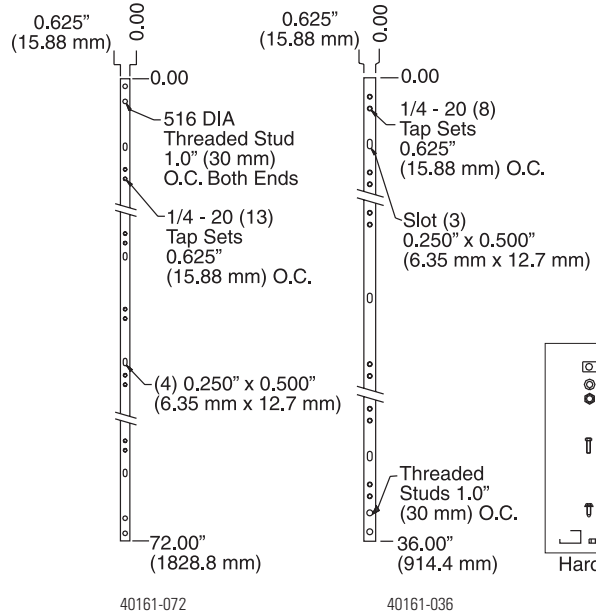 0.625"
(15.88 mm)
0.00
0.00
516 DIA
Threaded Stud
1.0" (30 mm)
O.C. Both Ends
1/4 - 20 (13)
Tap Sets
0.625"
(15.88 mm) O.C.
(4) 0.250" x 0.500"
(6.35 mm x 12.7 mm)
72.00"
(1828.8 mm)
40161-072
0.625"
(15.88 mm)
0.00
0.00
1/4 - 20 (8)
Tap Sets
0.625"
(15.88 mm) O.C.
Slot (3)
0.250" x 0.500"
(6.35 mm x 12.7 mm)
Threaded
Studs 1.0"
(30 mm) O.C.
36.00"
(914.4 mm)
40161-036